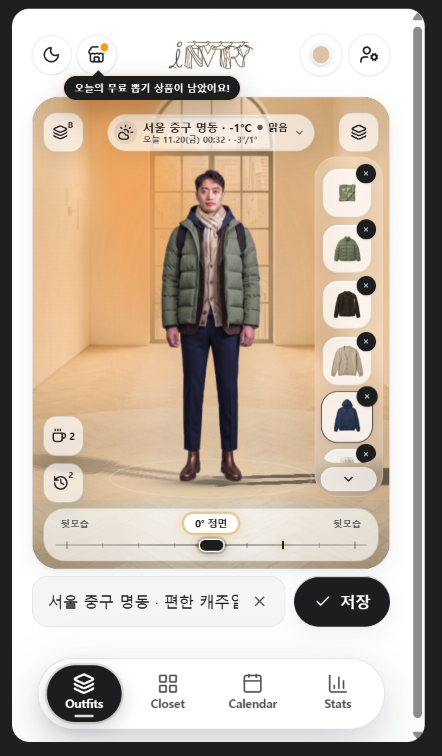 iNVTRY
오늘의 무료 뽑기 상품이 남았어요!
B
서울 중구 명동 · -1°C ● 맑음
오늘 11.20(금) 00:32 · -3°/1°
2
2
뒷모습
0° 정면
뒷모습
서울 중구 명동 · 편한 캐주얼
저장
Outfits
Closet
Calendar
Stats